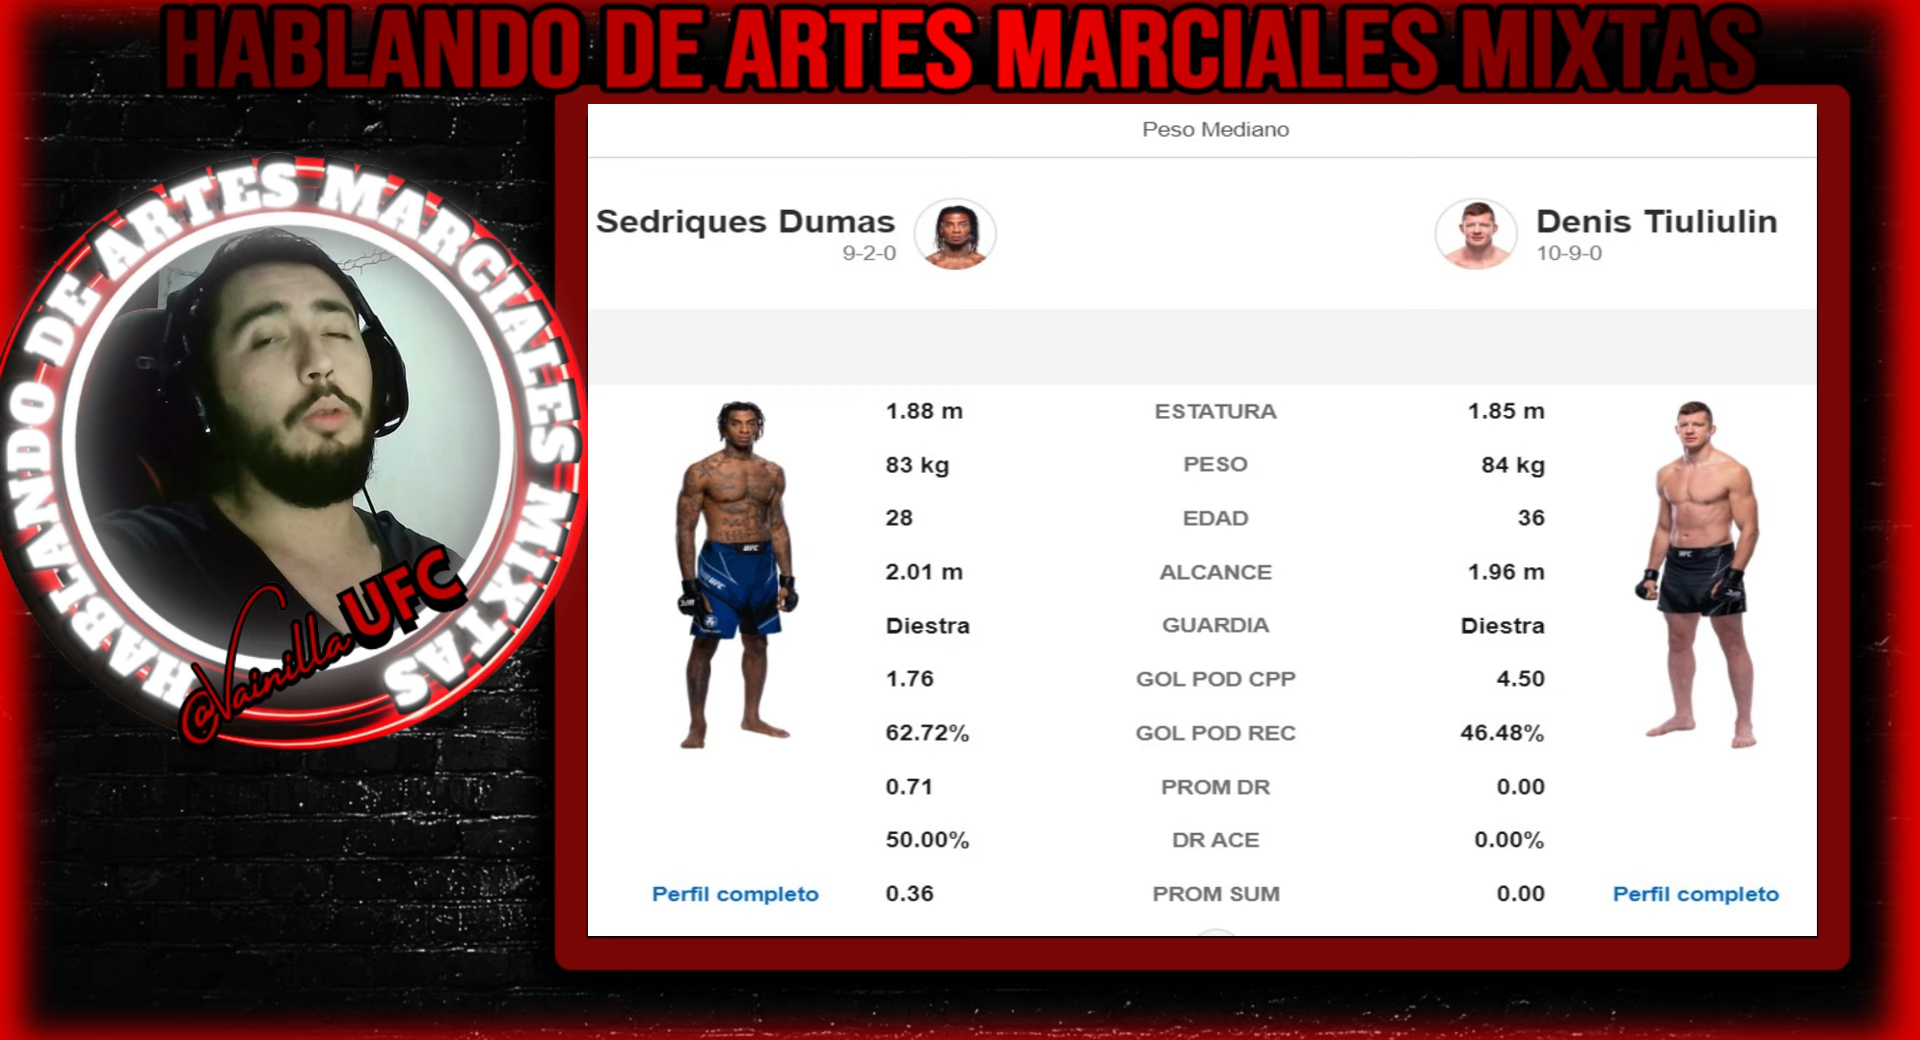 HABLANDO DE ARTES MARCIALES MIXTAS
HABLANDO DE ARTES MARCIALES MIXTAS
@Vainilla UFC
Peso Mediano
Sedriques Dumas
9-2-0
Denis Tiuliulin
10-9-0
1.88 m ESTATURA 1.85 m
83 kg PESO 84 kg
28 EDAD 36
2.01 m ALCANCE 1.96 m
Diestra GUARDIA Diestra
1.76 GOL POD CPP 4.50
62.72% GOL POD REC 46.48%
0.71 PROM DR 0.00
50.00% DR ACE 0.00%
Perfil completo 0.36 PROM SUM 0.00 Perfil completo
UFC
UFC
UFC